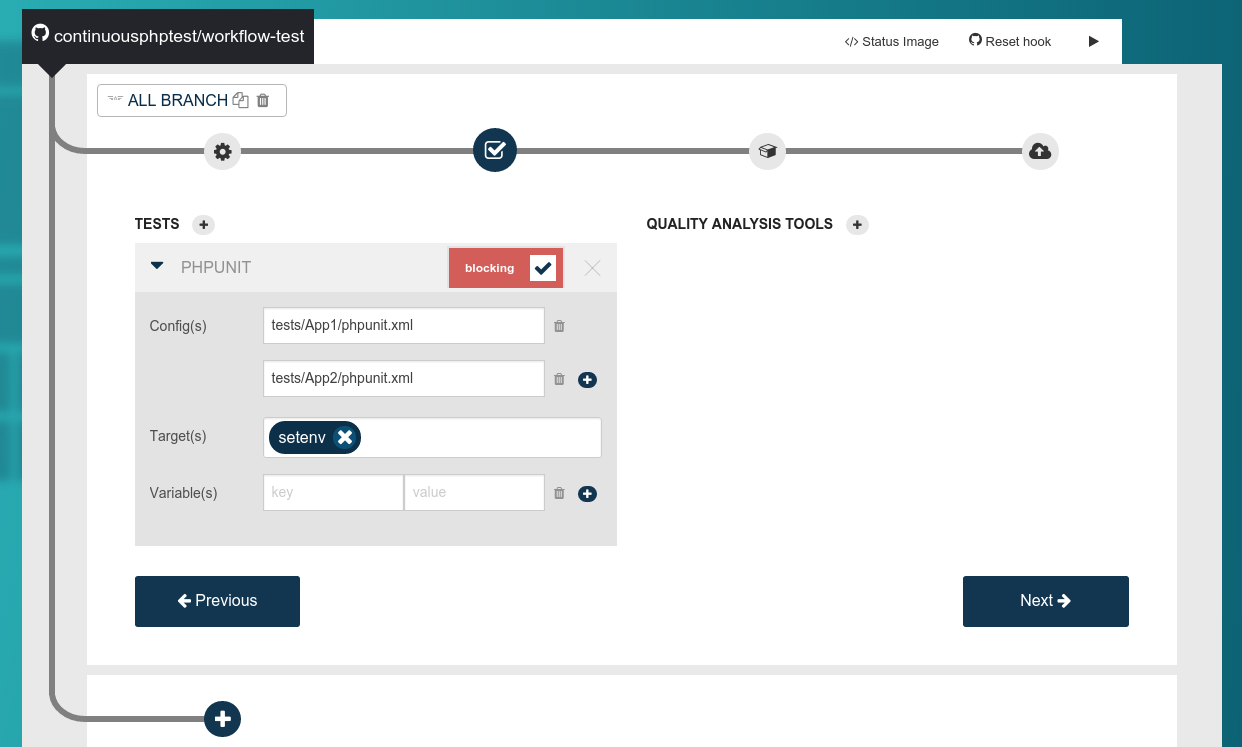 continuousphptest/workflow-test
</> Status Image
Reset hook
ALL BRANCH
TESTS
QUALITY ANALYSIS TOOLS
PHPUNIT
blocking
Config(s)
tests/App1/phpunit.xml
tests/App2/phpunit.xml
Target(s)
setenv
Variable(s)
key
value
Previous
Next